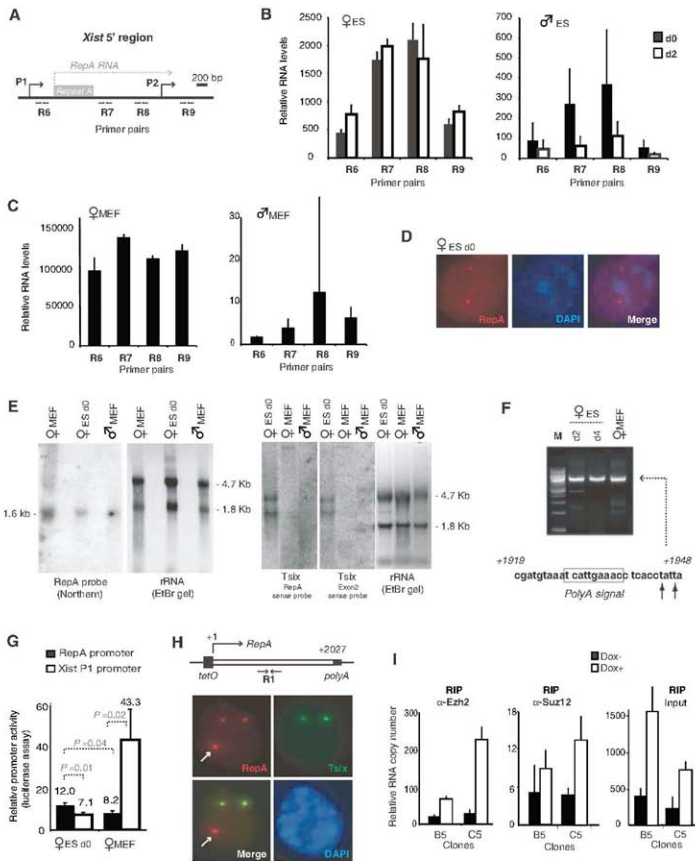 A
Xist 5' region
RepA RNA
P1
P2
200 bp
Repeat A
R6 R7 R8 R9
Primer pairs
B
♀ES
♂ES
d0
d2
Relative RNA levels
2500
2000
1500
1000
500
0
R6 R7 R8 R9
Primer pairs
700
600
500
400
300
200
100
0
R6 R7 R8 R9
Primer pairs
C
♀MEF
♂MEF
Relative RNA levels
150000
100000
50000
0
R6 R7 R8 R9
Primer pairs
30
20
10
0
R6 R7 R8 R9
Primer pairs
D
♀ES d0
RepA
DAPI
Merge
E
♀MEF
♀ES d0
♂MEF
♀MEF
♀ES d0
♂MEF
1.6 kb -
- 4.7 Kb
- 1.8 Kb
RepA probe
(Northern)
rRNA
(EtBr gel)
♀ES d0
♀MEF
♂MEF
♀ES d0
♀MEF
♂MEF
♀ES d0
♀MEF
♂MEF
- 4.7 Kb
- 1.8 Kb
Tsix
RepA
sense probe
Tsix
Exon2
sense probe
rRNA
(EtBr gel)
F
♀ES
♀MEF
M
d2
d4
+1919
+1948
cgatgtaaat cattgaaacc tcacctatta
PolyA signal
G
RepA promoter
Xist P1 promoter
Relative promoter activity
(luciferase assay)
60
40
20
0
43.3
P =0.02
P =0.04
P =0.01
12.0
7.1
8.2
♀ES d0
♀MEF
H
+1
RepA
+2027
tetO
R1
polyA
RepA
Tsix
Merge
DAPI
I
Dox-
Dox+
RIP
α-Ezh2
RIP
α-Suz12
RIP
Input
Relative RNA copy number
300
200
100
0
B5 C5
Clones
18
12
6
0
B5 C5
Clones
1500
1000
500
0
B5 C5
Clones